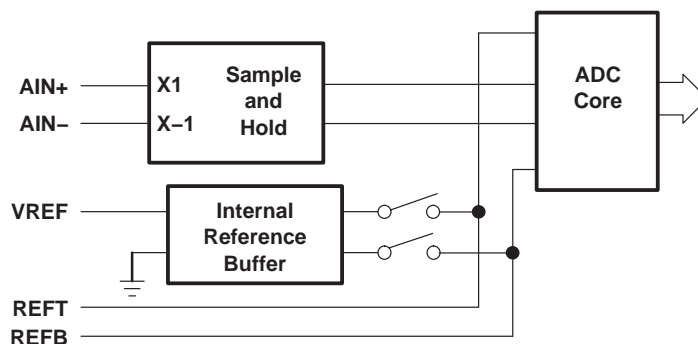 AIN+
AIN−
X1
X−1
Sample
and
Hold
ADC
Core
VREF
Internal
Reference
Buffer
REFT
REFB